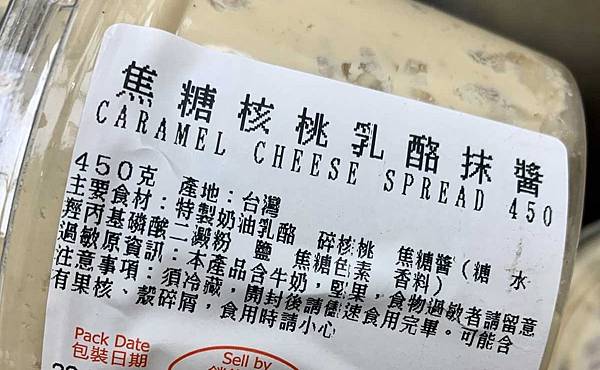 焦糖核桃乳酪抹醬
CARAMEL CHEESE SPREAD 450
450克 產地：台灣
主要食材：特製奶油乳酪 碎核桃 焦糖醬（糖 水
羥丙基磷酸二澱粉 鹽 焦糖色素 香料）
過敏原資訊：本產品含牛奶，堅果，食物過敏者請留意
注意事項：須冷藏，開封後請儘速食用完畢。可能含
有果核、殼碎屑，食用時請小心
Pack Date
包裝日期
Sell by